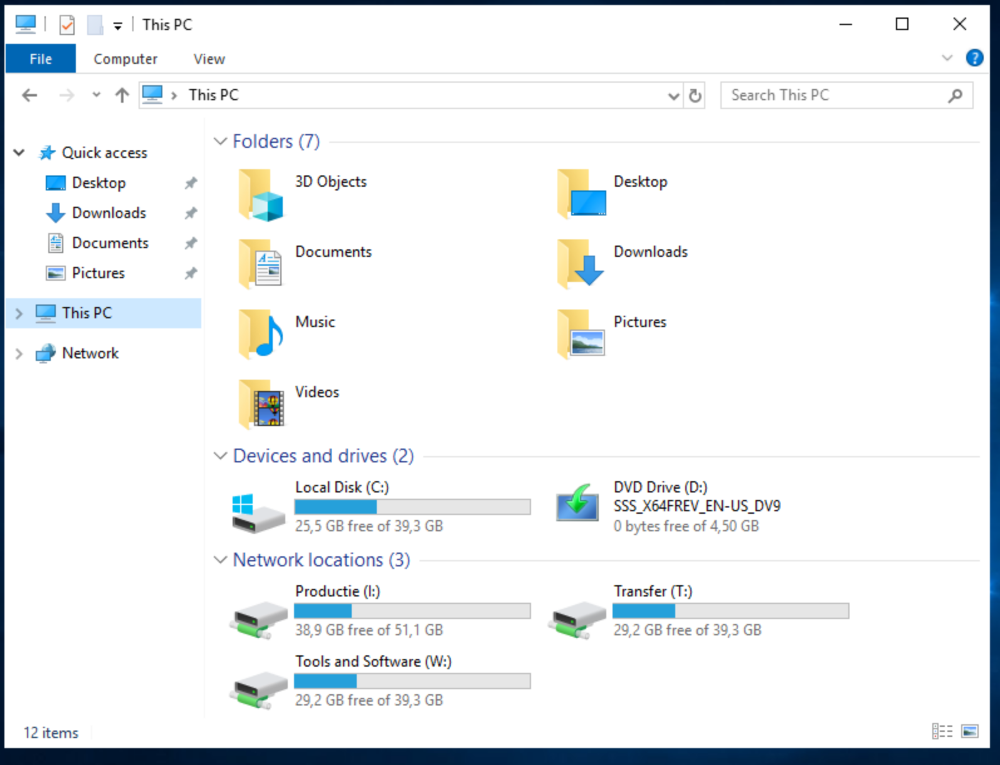 This PC
File Computer View
?
This PC
Search This PC
Quick access
Desktop
Downloads
Documents
Pictures
This PC
Network
Folders (7)
3D Objects
Desktop
Documents
Downloads
Music
Pictures
Videos
Devices and drives (2)
Local Disk (C:)
25,5 GB free of 39,3 GB
DVD Drive (D:)
SSS_X64FREV_EN-US_DV9
0 bytes free of 4,50 GB
Network locations (3)
Productie (I:)
38,9 GB free of 51,1 GB
Transfer (T:)
29,2 GB free of 39,3 GB
Tools and Software (W:)
29,2 GB free of 39,3 GB
12 items